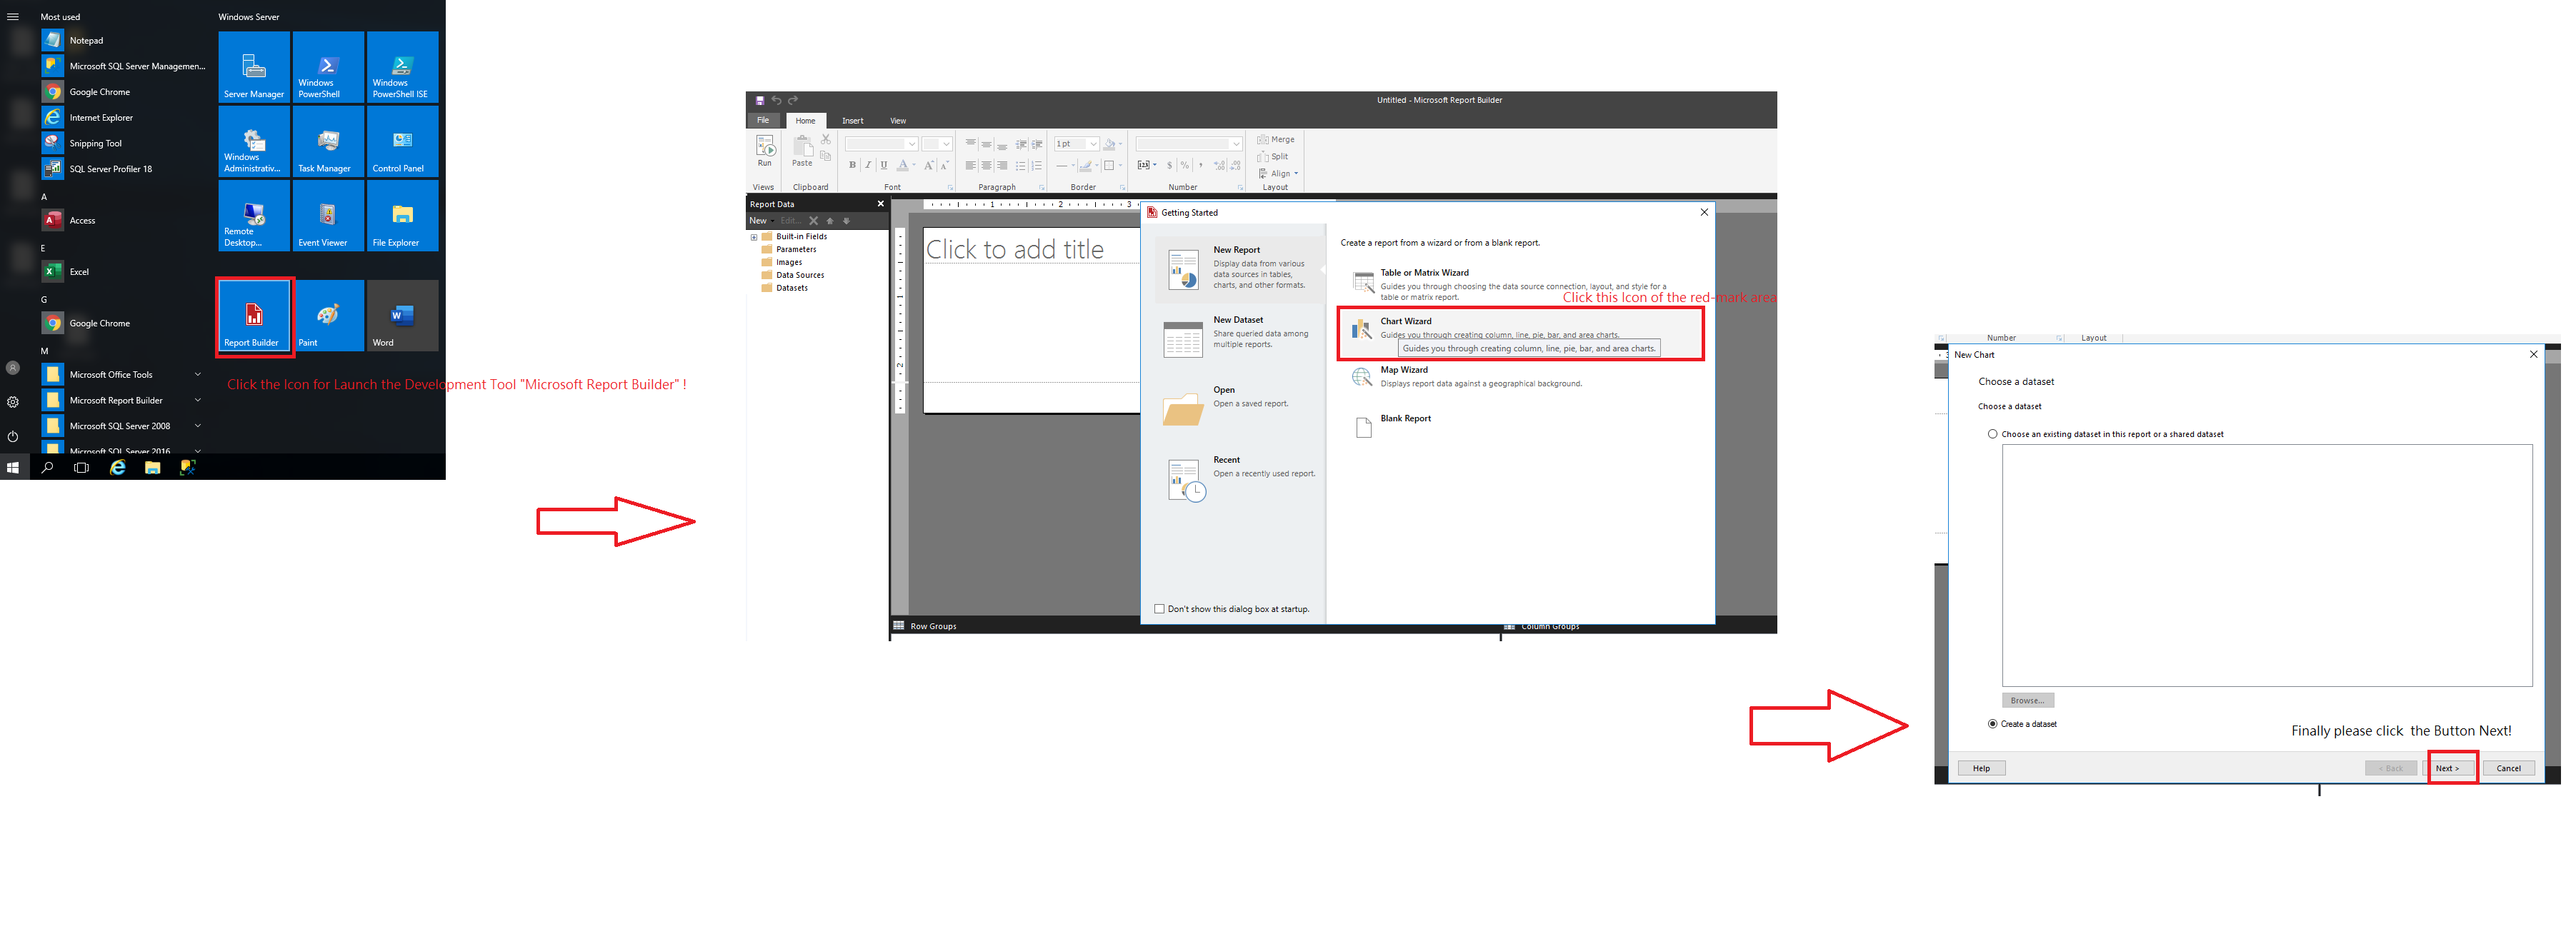 Most used
Notepad
Microsoft SQL Server Managemen...
Google Chrome
Internet Explorer
Snipping Tool
SQL Server Profiler 18
A
Access
E
Excel
G
Google Chrome
M
Microsoft Office Tools
Microsoft Report Builder
Microsoft SQL Server 2008
Microsoft SQL Server 2016
Windows Server
Server Manager
Windows PowerShell
Windows PowerShell ISE
Windows Administrativ...
Task Manager
Control Panel
Remote Desktop...
Event Viewer
File Explorer
Report Builder
Paint
Word
Click the Icon for Launch the Development Tool "Microsoft Report Builder" !
Untitled - Microsoft Report Builder
File Home Insert View
Run
Paste
B I U A A A
1pt
$ % ,
Merge
Split
Align
Views Clipboard Font Paragraph Border Number Layout
Report Data
New Edit...
Built-in Fields
Parameters
Images
Data Sources
Datasets
1 2 3
1
2
Click to add title
Row Groups
Column Groups
Getting Started
New Report
Display data from various
data sources in tables,
charts, and other formats.
New Dataset
Share queried data among
multiple reports.
Open
Open a saved report.
Recent
Open a recently used report.
Don't show this dialog box at startup.
Create a report from a wizard or from a blank report.
Table or Matrix Wizard
Guides you through choosing the data source connection, layout, and style for a
table or matrix report.
Click this Icon of the red-mark area
Chart Wizard
Guides you through creating column, line, pie, bar, and area charts.
Guides you through creating column, line, pie, bar, and area charts.
Map Wizard
Displays report data against a geographical background.
Blank Report
Number Layout
3
New Chart
Choose a dataset
Choose a dataset
Choose an existing dataset in this report or a shared dataset
Browse...
Create a dataset
Finally please click the Button Next!
Help
< Back
Next >
Cancel